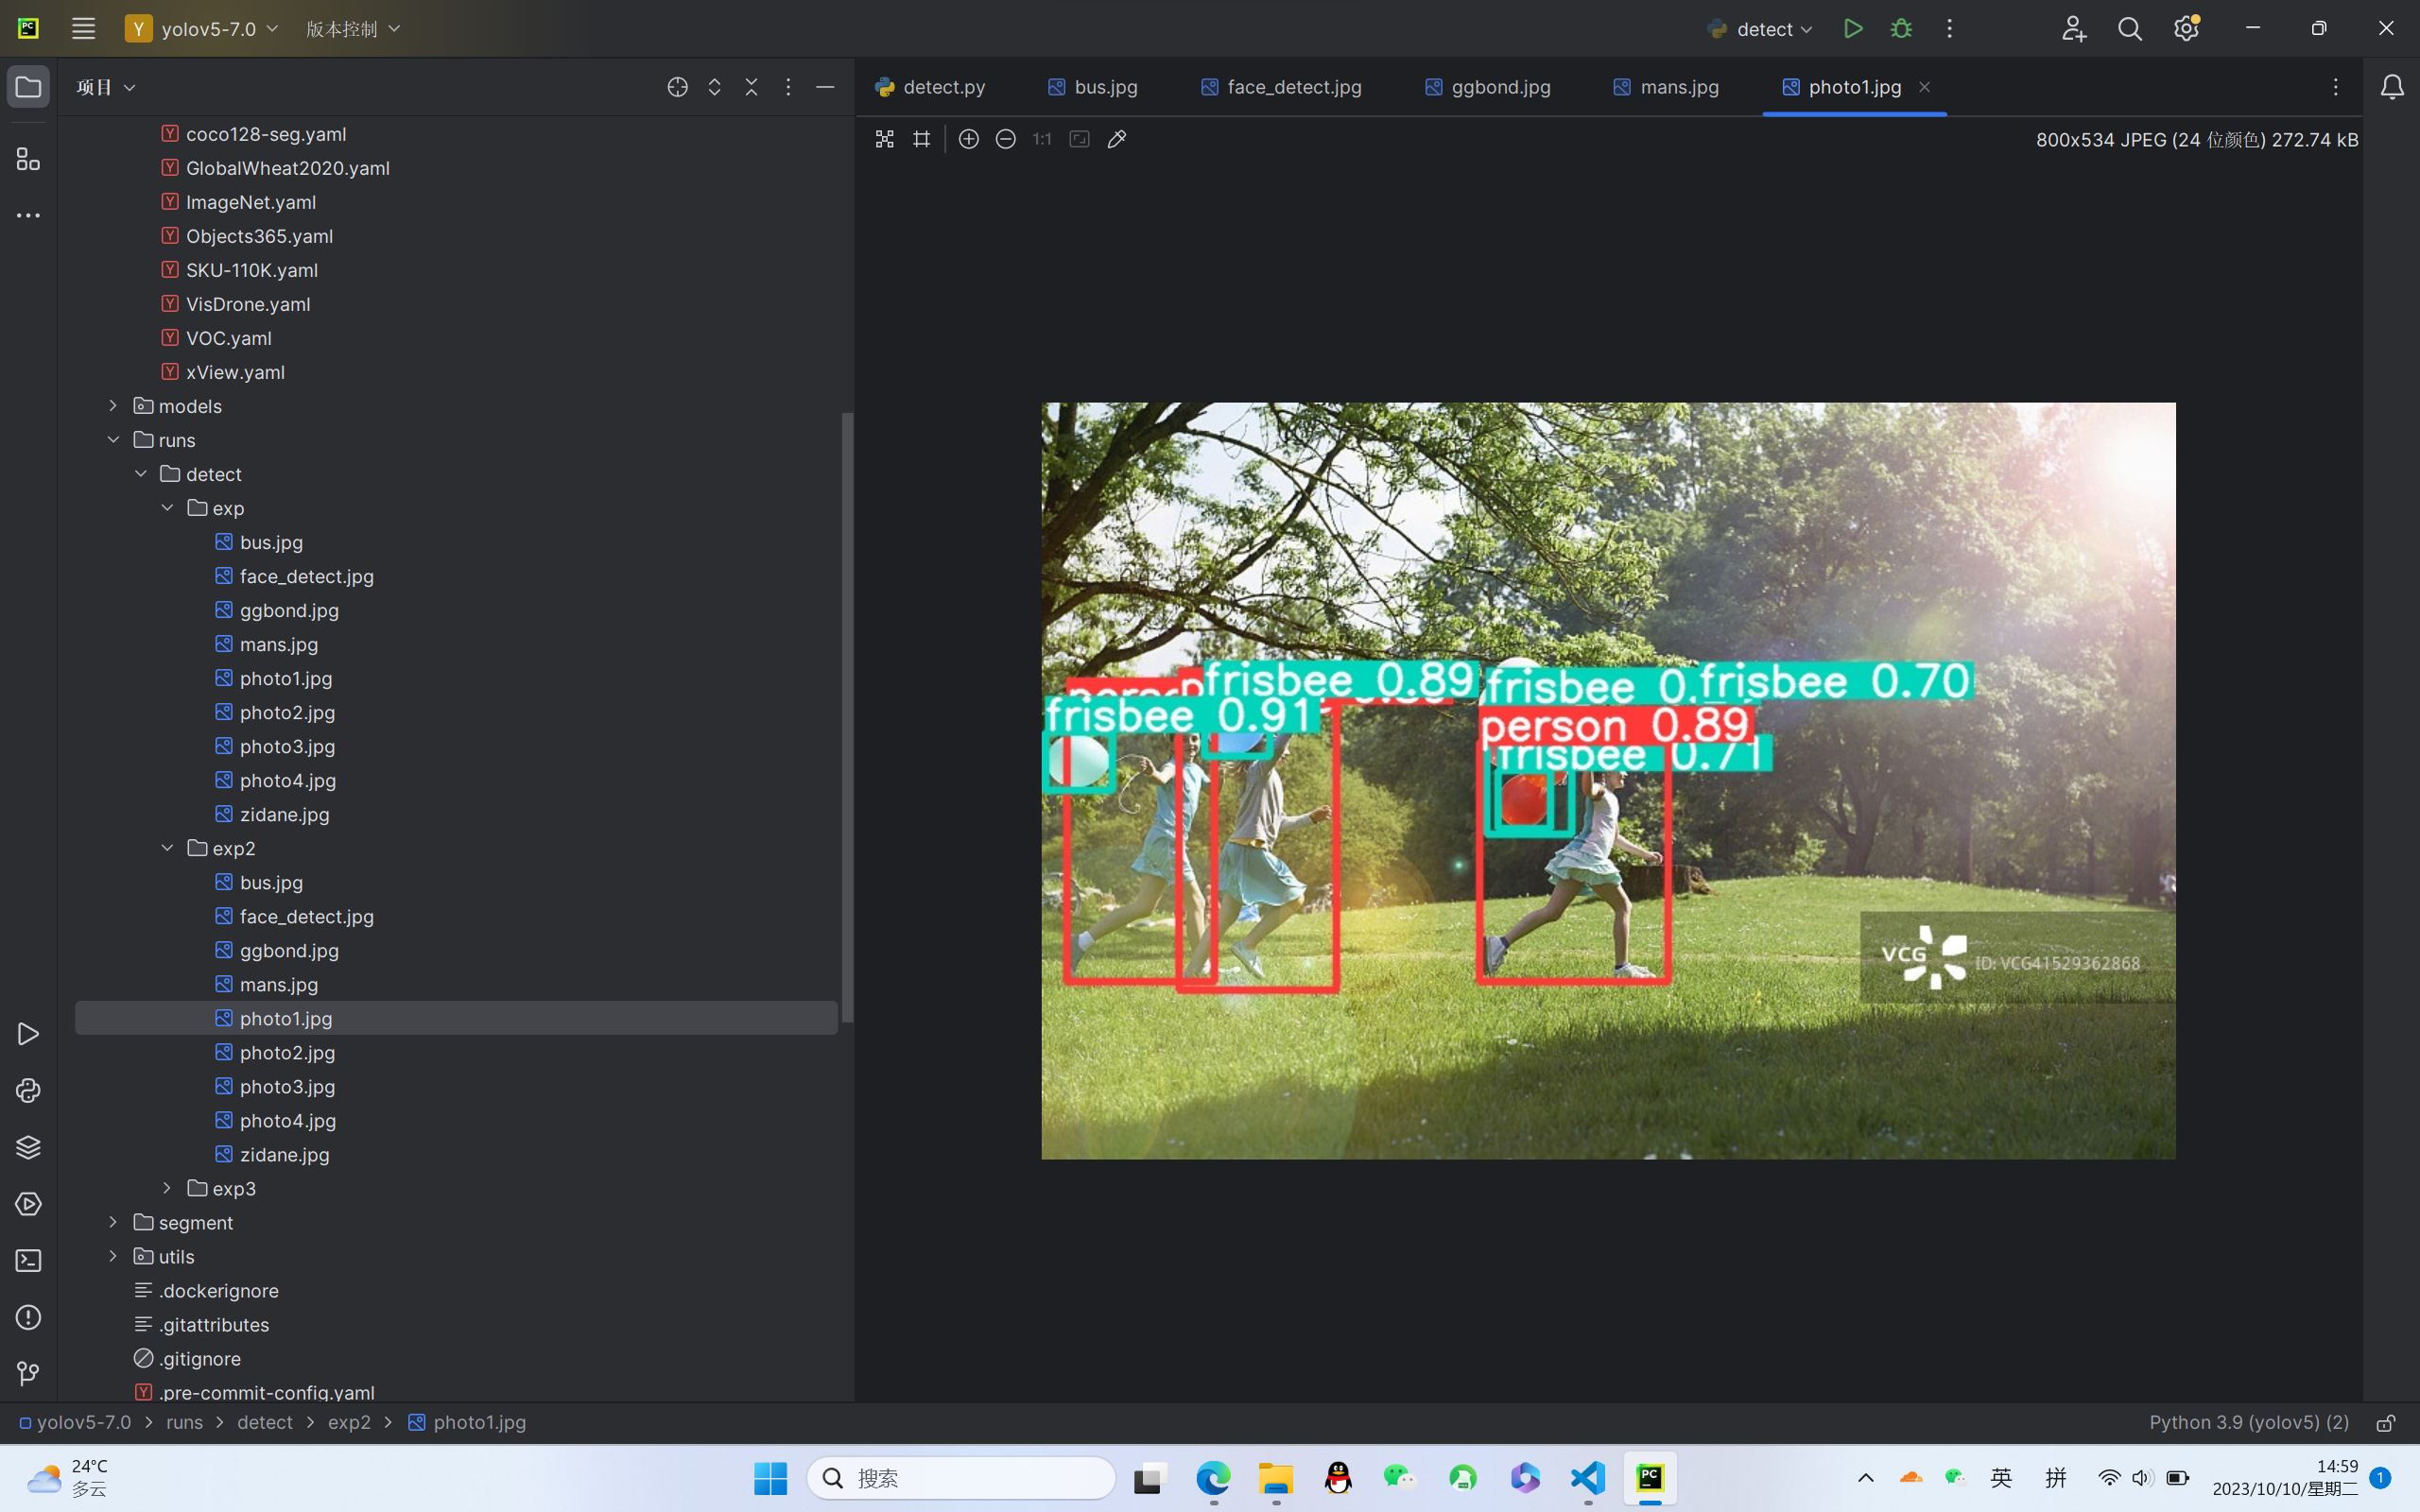 PC
Y yolov5-7.0 版本控制 detect
项目
detect.py bus.jpg face_detect.jpg ggbond.jpg mans.jpg photo1.jpg
1:1 800x534 JPEG (24 位颜色) 272.74 kB
coco128-seg.yaml
GlobalWheat2020.yaml
ImageNet.yaml
Objects365.yaml
SKU-110K.yaml
VisDrone.yaml
VOC.yaml
xView.yaml
models
runs
detect
exp
bus.jpg
face_detect.jpg
ggbond.jpg
mans.jpg
photo1.jpg
photo2.jpg
photo3.jpg
photo4.jpg
zidane.jpg
exp2
bus.jpg
face_detect.jpg
ggbond.jpg
mans.jpg
photo1.jpg
photo2.jpg
photo3.jpg
photo4.jpg
zidane.jpg
exp3
segment
utils
.dockerignore
.gitattributes
.gitignore
.pre-commit-config.yaml
frisbee 0.89
frisbee 0.
frisbee 0.70
frisbee 0.91
person 0.89
frisbee 0.71
VCG ID: VCG41529362868
yolov5-7.0 runs detect exp2 photo1.jpg Python 3.9 (yolov5) (2)
24°C
多云
搜索
PC
英 拼
14:59
2023/10/10/星期二
1